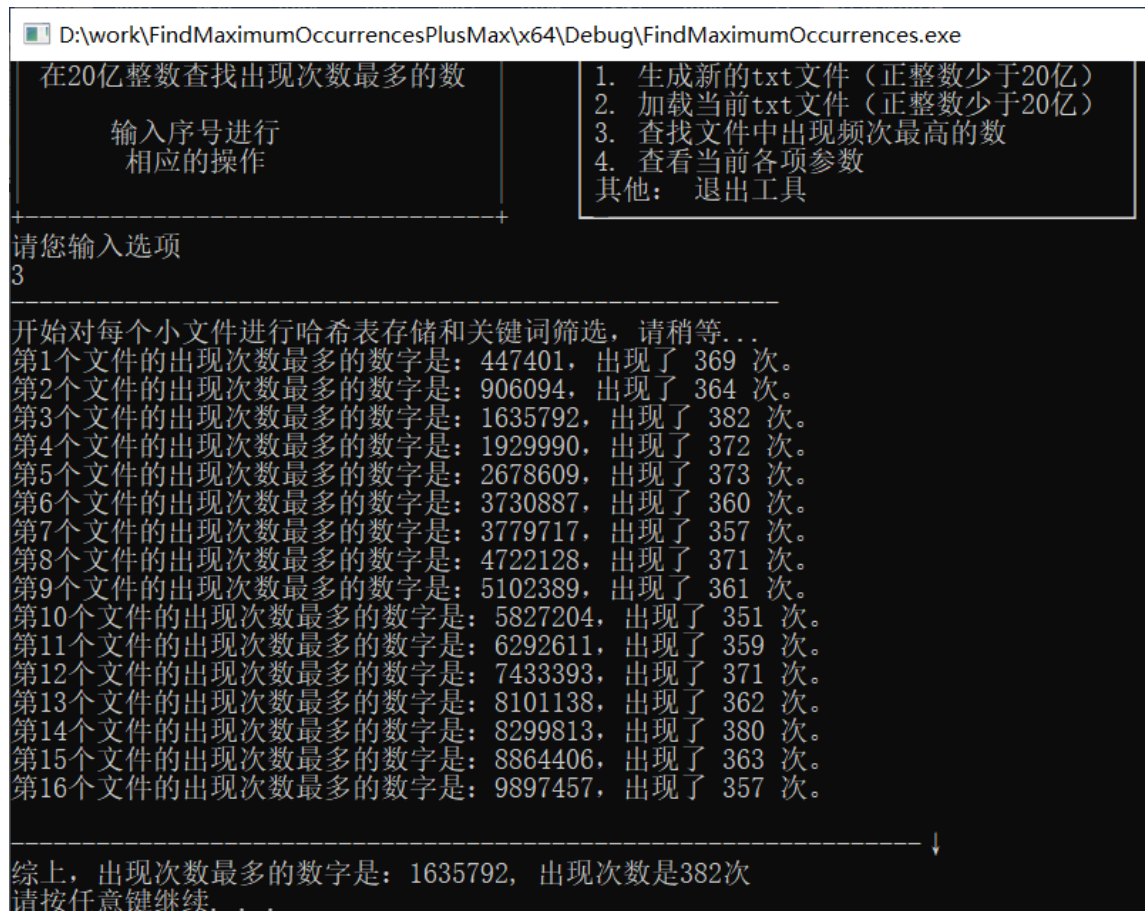 D:\work\FindMaximumOccurrencesPlusMax\x64\Debug\FindMaximumOccurrences.exe
在20亿整数查找出现次数最多的数
输入序号进行
相应的操作
1. 生成新的txt文件（正整数少于20亿）
2. 加载当前txt文件（正整数少于20亿）
3. 查找文件中出现频次最高的数
4. 查看当前各项参数
其他： 退出工具
请您输入选项
3
开始对每个小文件进行哈希表存储和关键词筛选，请稍等...
第1个文件的出现次数最多的数字是：447401，出现了 369 次。
第2个文件的出现次数最多的数字是：906094，出现了 364 次。
第3个文件的出现次数最多的数字是：1635792，出现了 382 次。
第4个文件的出现次数最多的数字是：1929990，出现了 372 次。
第5个文件的出现次数最多的数字是：2678609，出现了 373 次。
第6个文件的出现次数最多的数字是：3730887，出现了 360 次。
第7个文件的出现次数最多的数字是：3779717，出现了 357 次。
第8个文件的出现次数最多的数字是：4722128，出现了 371 次。
第9个文件的出现次数最多的数字是：5102389，出现了 361 次。
第10个文件的出现次数最多的数字是：5827204，出现了 351 次。
第11个文件的出现次数最多的数字是：6292611，出现了 359 次。
第12个文件的出现次数最多的数字是：7433393，出现了 371 次。
第13个文件的出现次数最多的数字是：8101138，出现了 362 次。
第14个文件的出现次数最多的数字是：8299813，出现了 380 次。
第15个文件的出现次数最多的数字是：8864406，出现了 363 次。
第16个文件的出现次数最多的数字是：9897457，出现了 357 次。
综上，出现次数最多的数字是：1635792, 出现次数是382次
请按任意键继续. . .